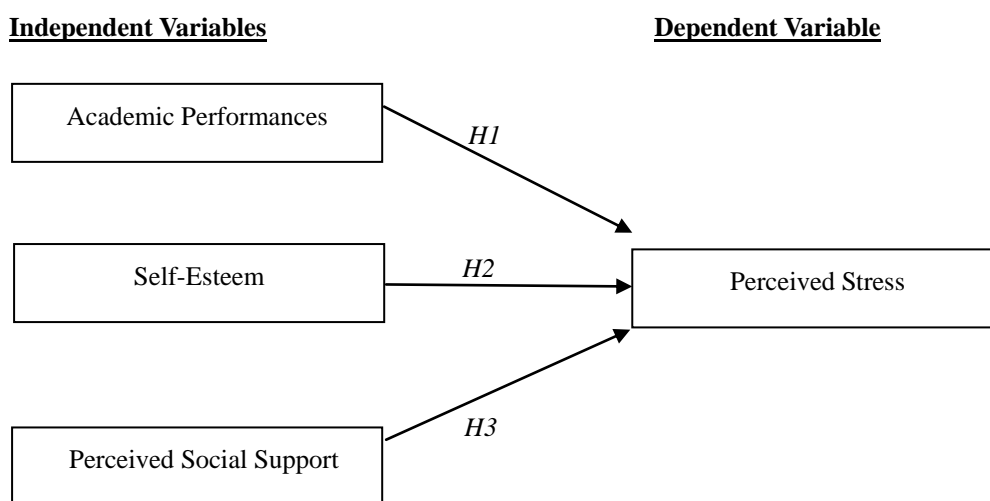 Independent Variables
Dependent Variable
Academic Performances
H1
Self-Esteem
H2
Perceived Stress
H3
Perceived Social Support